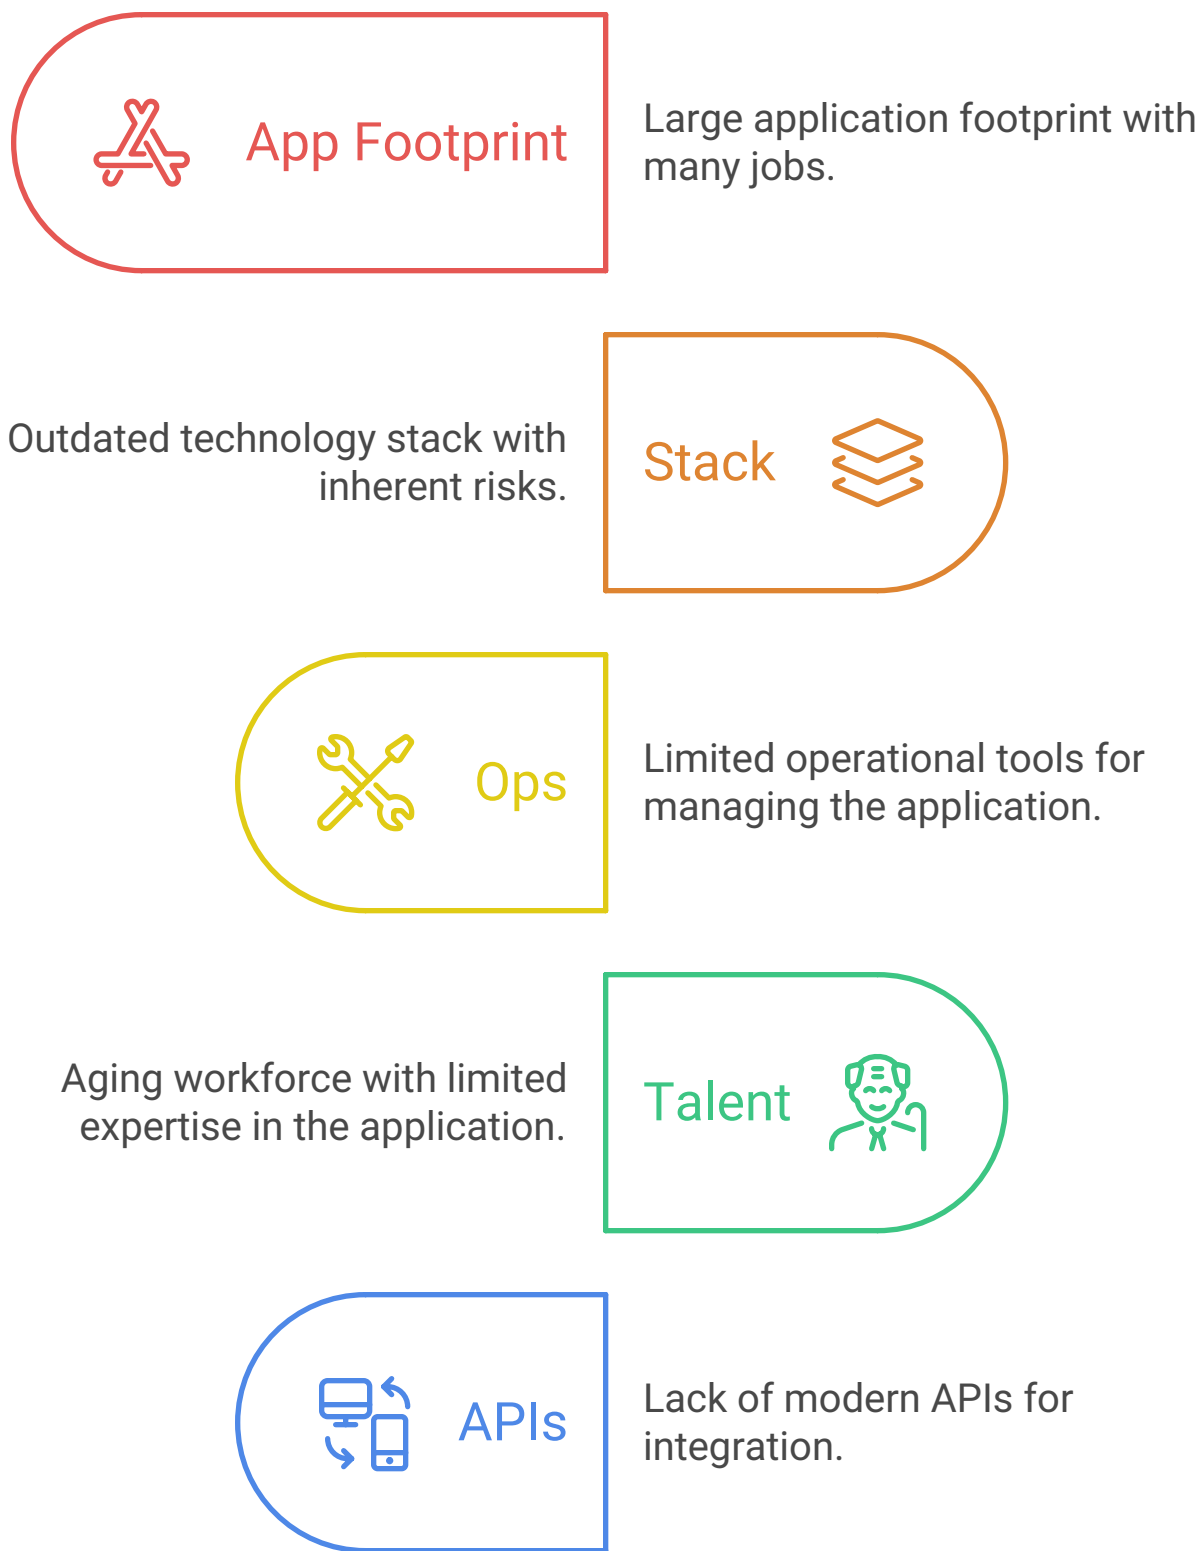 App Footprint
Large application footprint with
many jobs.
Outdated technology stack with
inherent risks.
Stack
Ops
Limited operational tools for
managing the application.
Aging workforce with limited
expertise in the application.
Talent
APIs
Lack of modern APIs for
integration.